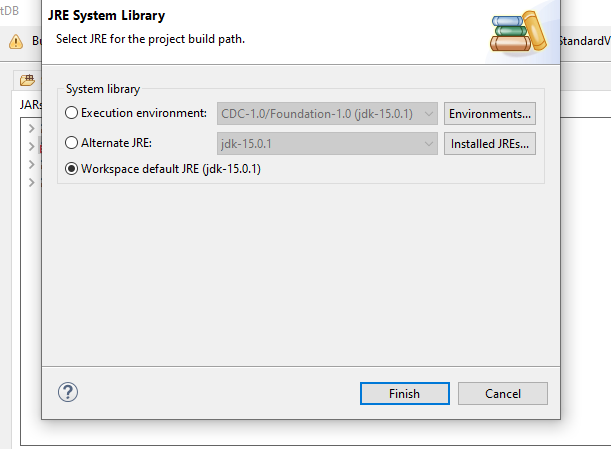 tDB
JRE System Library
Select JRE for the project build path.
StandardV
JARs
System library
Execution environment: CDC-1.0/Foundation-1.0 (jdk-15.0.1) Environments...
Alternate JRE: jdk-15.0.1 Installed JREs...
Workspace default JRE (jdk-15.0.1)
? Finish Cancel